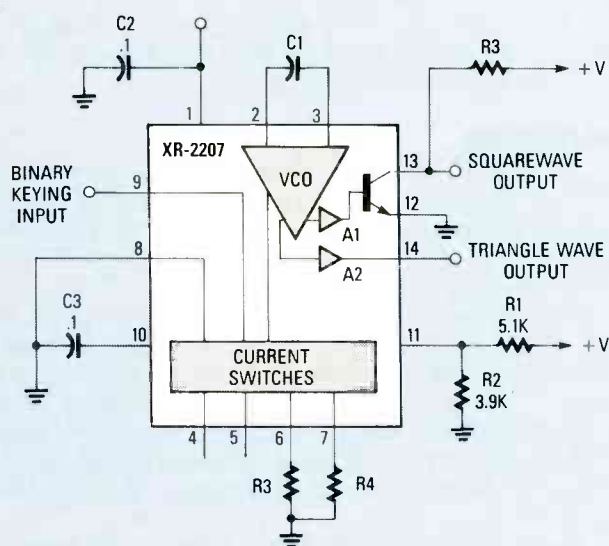 C2
.1
C1
R3
+V
1
2
3
XR-2207
VCO
13
SQUAREWAVE
OUTPUT
BINARY
KEYING
INPUT
9
12
A1
8
A2
14
TRIANGLE WAVE
OUTPUT
C3
.1
10
CURRENT
SWITCHES
11
R1
5.1K
+V
R2
3.9K
4
5
6
7
R3
R4